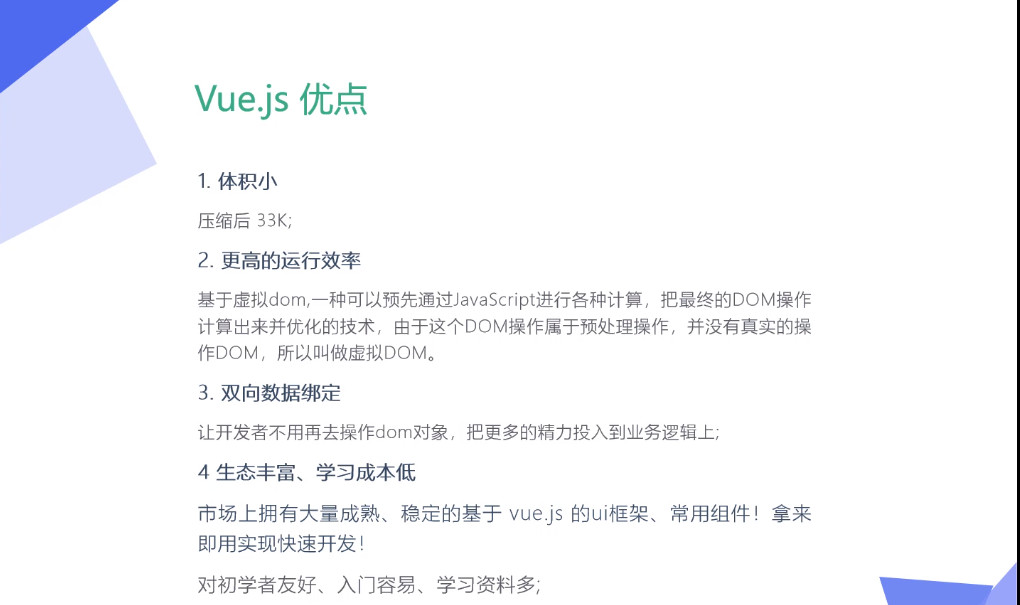 Vue.js 优点
1. 体积小
压缩后 33K;
2. 更高的运行效率
基于虚拟dom,一种可以预先通过JavaScript进行各种计算，把最终的DOM操作
计算出来并优化的技术，由于这个DOM操作属于预处理操作，并没有真实的操
作DOM，所以叫做虚拟DOM。
3. 双向数据绑定
让开发者不用再去操作dom对象，把更多的精力投入到业务逻辑上;
4 生态丰富、学习成本低
市场上拥有大量成熟、稳定的基于 vue.js 的ui框架、常用组件！拿来
即用实现快速开发！
对初学者友好、入门容易、学习资料多;